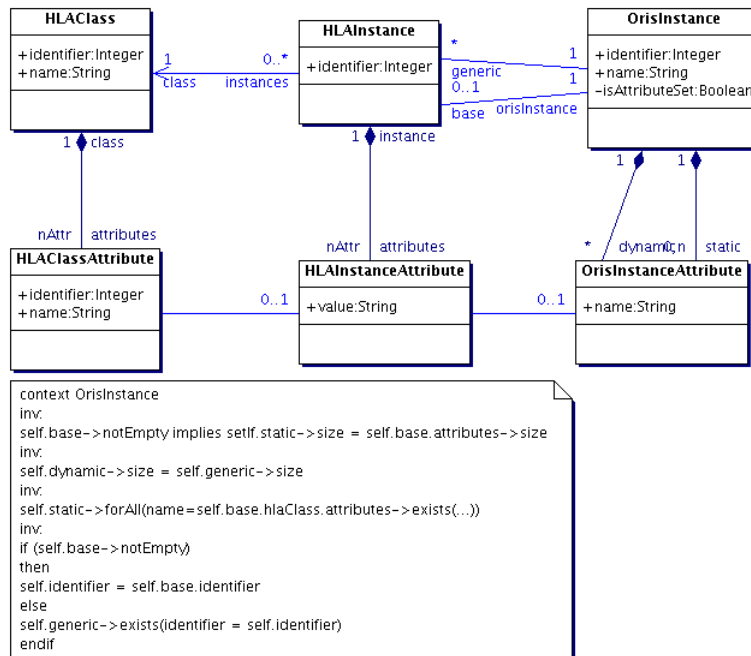 HLAClass
+identifier:Integer
+name:String
HLAInstance
+identifier:Integer
OrisInstance
+identifier:Integer
+name:String
-isAttributeSet:Boolean
1
0..*
class
instances
*
1
generic
1
0..1
base
orisInstance
1
class
1
instance
1
1
nAttr
attributes
nAttr
attributes
*
dynamic
0,n
static
HLAClassAttribute
+identifier:Integer
+name:String
HLAInstanceAttribute
+value:String
OrisInstanceAttribute
+name:String
0..1
0..1
context OrisInstance
inv:
self.base->notEmpty implies setlf.static->size = self.base.attributes->size
inv:
self.dynamic->size = self.generic->size
inv:
self.static->forAll(name=self.base.hlaClass.attributes->exists(...))
inv:
if (self.base->notEmpty)
then
self.identifier = self.base.identifier
else
self.generic->exists(identifier = self.identifier)
endif